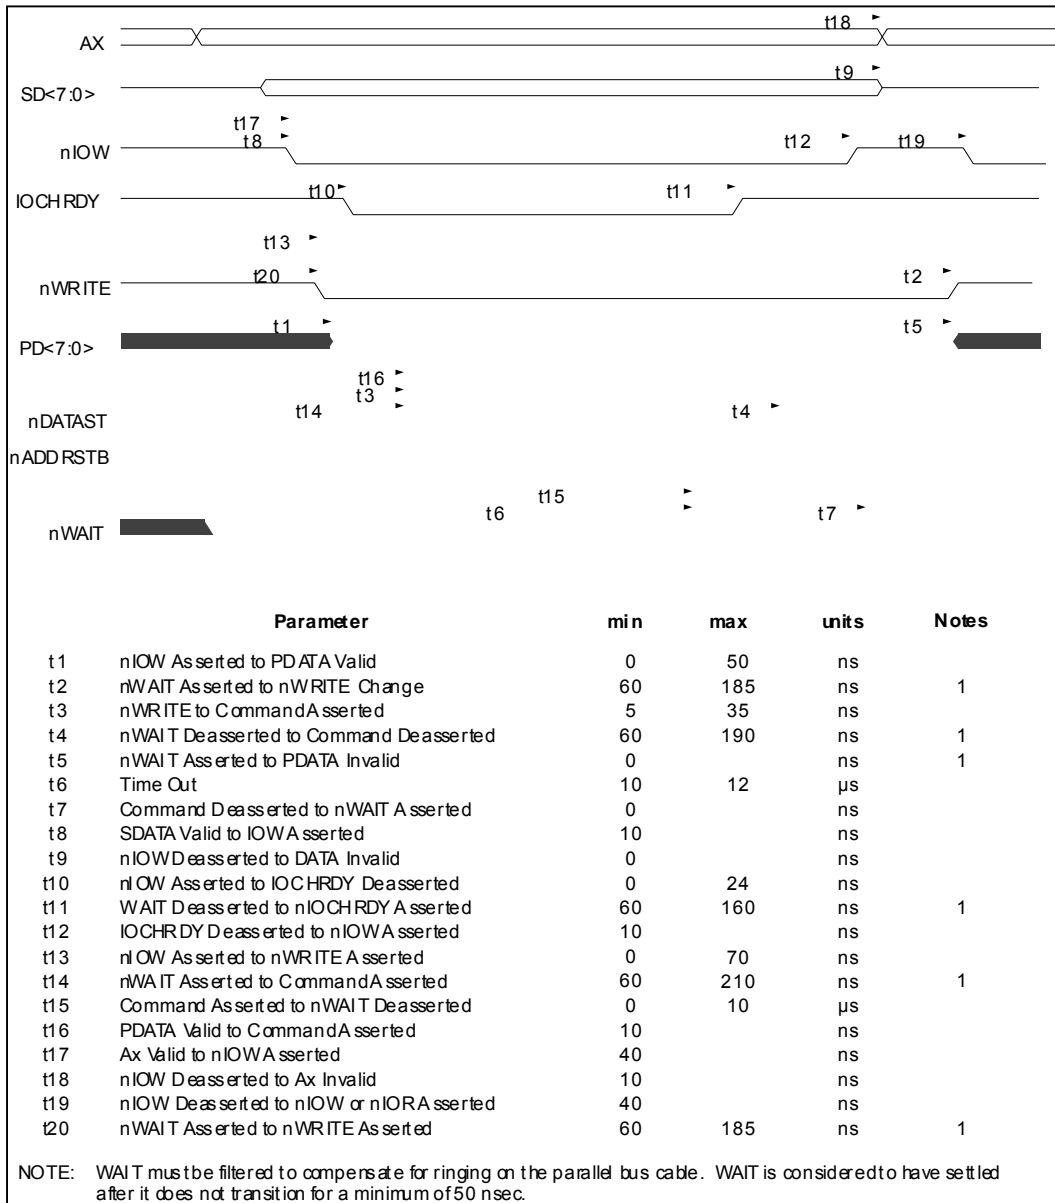 t18
AX
t9
SD<7:0>
t17
t8 t12 t19
nIOW
t10 t11
IOCHRDY
t13
t20 t2
nWRITE
t1 t5
PD<7:0>
t16
t3
t14 t4
nDATAST
nADDRSTB
t15
t6 t7
nWAIT
Parameter min max units Notes
t1 nIOW Asserted to PDATA Valid 0 50 ns
t2 nWAIT Asserted to nWRITE Change 60 185 ns 1
t3 nWRITE to Command Asserted 5 35 ns
t4 nWAIT Deasserted to Command Deasserted 60 190 ns 1
t5 nWAIT Asserted to PDATA Invalid 0 ns 1
t6 Time Out 10 12 µs
t7 Command Deasserted to nWAIT Asserted 0 ns
t8 SDATA Valid to IOW Asserted 10 ns
t9 nIOW Deasserted to DATA Invalid 0 ns
t10 nIOW Asserted to IOCHRDY Deasserted 0 24 ns
t11 WAIT Deasserted to nIOCHRDY Asserted 60 160 ns 1
t12 IOCHRDY Deasserted to nIOW Asserted 10 ns
t13 nIOW Asserted to nWRITE Asserted 0 70 ns
t14 nWAIT Asserted to Command Asserted 60 210 ns 1
t15 Command Asserted to nWAIT Deasserted 0 10 µs
t16 PDATA Valid to Command Asserted 10 ns
t17 Ax Valid to nIOW Asserted 40 ns
t18 nIOW Deasserted to Ax Invalid 10 ns
t19 nIOW Deasserted to nIOW or nIOR Asserted 40 ns
t20 nWAIT Asserted to nWRITE Asserted 60 185 ns 1
NOTE: WAIT must be filtered to compensate for ringing on the parallel bus cable. WAIT is considered to have settled
after it does not transition for a minimum of 50 nsec.